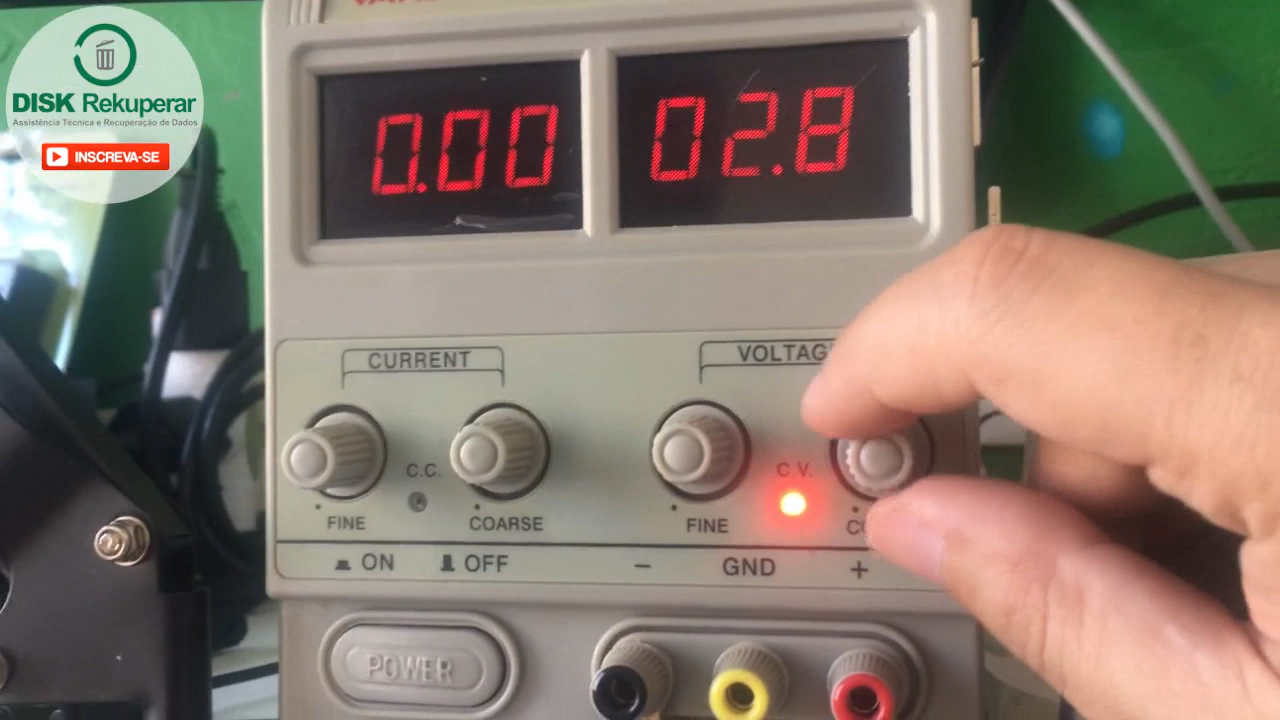 DISK Rekuperar
Assistência Técnica e Recuperação de Dados
INSCREVA-SE
0.00 02.8
CURRENT
C.C. C.V.
FINE COARSE FINE
ON OFF - GND +
POWER